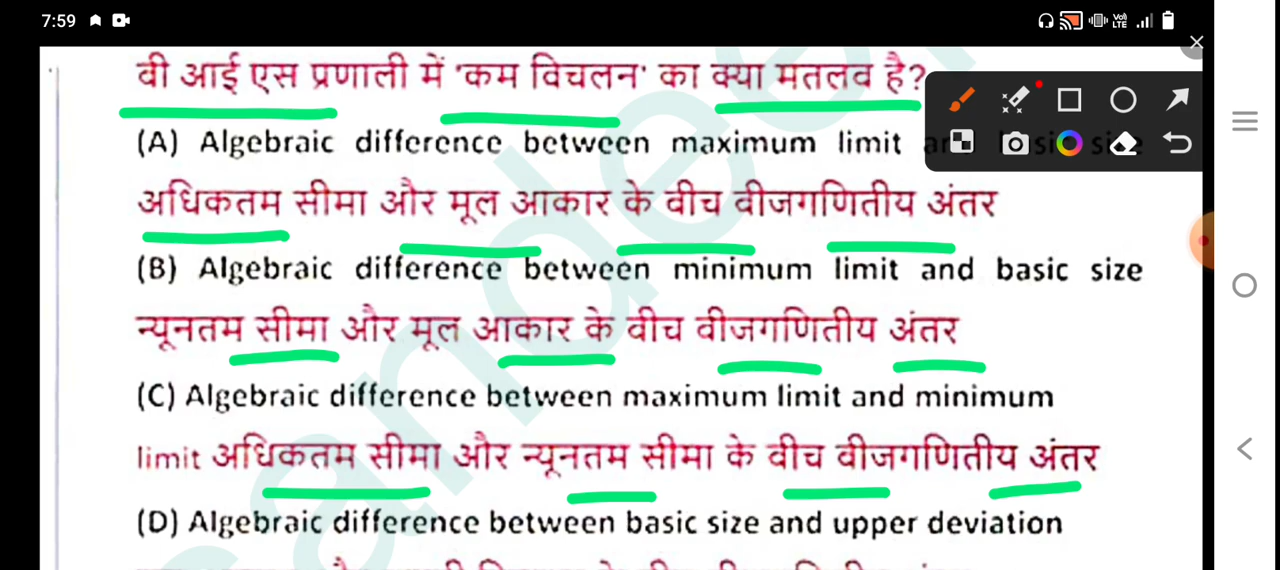 7:59
Vo) LTE
वी आई एस प्रणाली में 'कम विचलन' का क्या मतलव है?
(A) Algebraic difference between maximum limit
अधिकतम सीमा और मूल आकार के वीच वीजगणितीय अंतर
(B) Algebraic difference between minimum limit and basic size
न्यूनतम सीमा और मूल आकार के वीच वीजगणितीय अंतर
(C) Algebraic difference between maximum limit and minimum
limit अधिकतम सीमा और न्यूनतम सीमा के वीच वीजगणितीय अंतर
(D) Algebraic difference between basic size and upper deviation